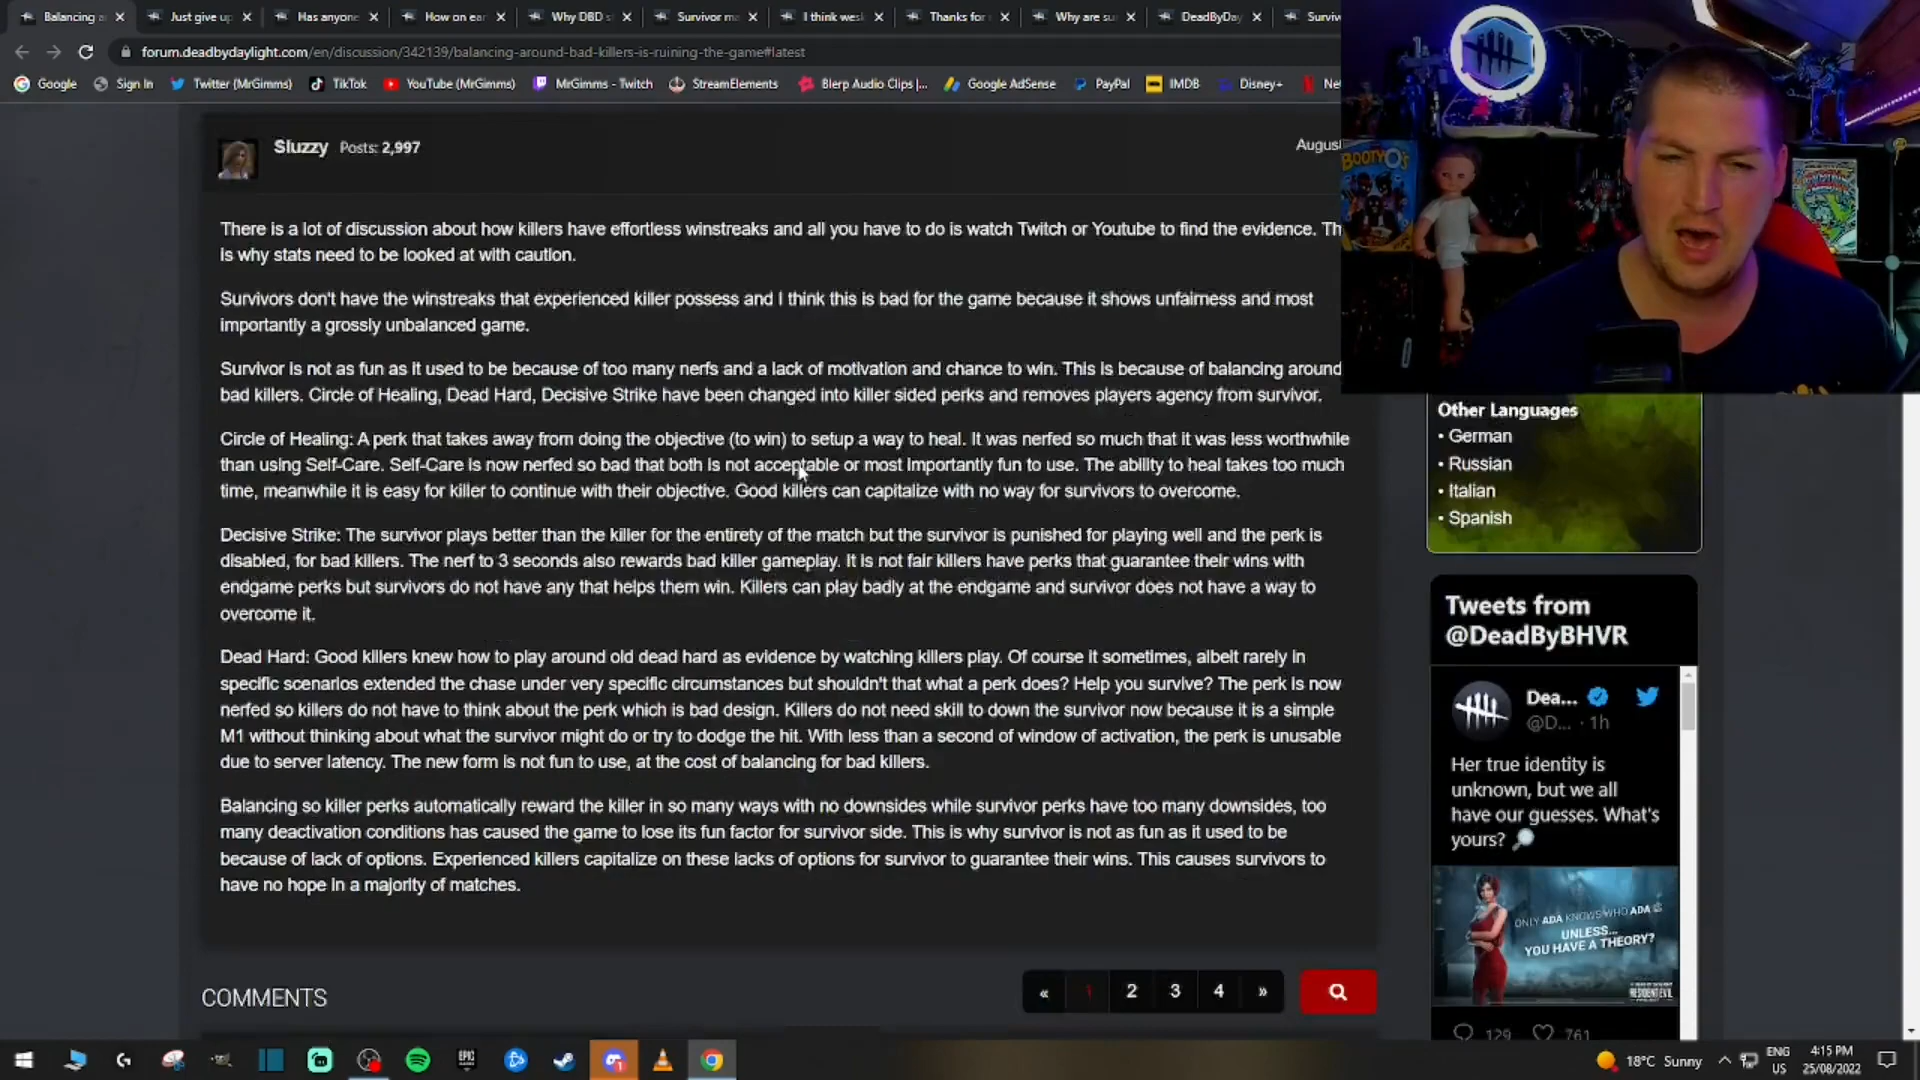 Balancing a
Just give up
Has anyone
How on ear
Why DBD s
Survivor m
I think wes
Thanks for
Why are su
DeadByDay
Surviv
forum.deadbydaylight.com/en/discussion/342139/balancing-around-bad-killers-is-ruining-the-game#latest
Google Sign In Twitter (MrGimms) TikTok YouTube (MrGimms) MrGimms - Twitch StreamElements Blerp Audio Clips |... Google AdSense PayPal IMDB Disney+ Ne
BOOTYO'S
Sluzzy Posts: 2,997
Augus
There is a lot of discussion about how killers have effortless winstreaks and all you have to do is watch Twitch or Youtube to find the evidence. Th
is why stats need to be looked at with caution.
Survivors don't have the winstreaks that experienced killer possess and I think this is bad for the game because it shows unfairness and most
importantly a grossly unbalanced game.
Survivor is not as fun as it used to be because of too many nerfs and a lack of motivation and chance to win. This is because of balancing around
bad killers. Circle of Healing, Dead Hard, Decisive Strike have been changed into killer sided perks and removes players agency from survivor.
Circle of Healing: A perk that takes away from doing the objective (to win) to setup a way to heal. It was nerfed so much that it was less worthwhile
than using Self-Care. Self-Care is now nerfed so bad that both is not acceptable or most importantly fun to use. The ability to heal takes too much
time, meanwhile it is easy for killer to continue with their objective. Good killers can capitalize with no way for survivors to overcome.
Decisive Strike: The survivor plays better than the killer for the entirety of the match but the survivor is punished for playing well and the perk is
disabled, for bad killers. The nerf to 3 seconds also rewards bad killer gameplay. It is not fair killers have perks that guarantee their wins with
endgame perks but survivors do not have any that helps them win. Killers can play badly at the endgame and survivor does not have a way to
overcome it.
Dead Hard: Good killers knew how to play around old dead hard as evidence by watching killers play. Of course it sometimes, albeit rarely in
specific scenarios extended the chase under very specific circumstances but shouldn't that what a perk does? Help you survive? The perk is now
nerfed so killers do not have to think about the perk which is bad design. Killers do not need skill to down the survivor now because it is a simple
M1 without thinking about what the survivor might do or try to dodge the hit. With less than a second of window of activation, the perk is unusable
due to server latency. The new form is not fun to use, at the cost of balancing for bad killers.
Balancing so killer perks automatically reward the killer in so many ways with no downsides while survivor perks have too many downsides, too
many deactivation conditions has caused the game to lose its fun factor for survivor side. This is why survivor is not as fun as it used to be
because of lack of options. Experienced killers capitalize on these lacks of options for survivor to guarantee their wins. This causes survivors to
have no hope in a majority of matches.
COMMENTS
« 1 2 3 4 »
Other Languages
• German
• Russian
• Italian
• Spanish
Tweets from
@DeadByBHVR
Dea...
@D... · 1h
Her true identity is
unknown, but we all
have our guesses. What's
yours?
ONLY ADA KNOWS WHO ADA IS
UNLESS...
YOU HAVE A THEORY?
RESIDENT EVIL
129 761
EPIC
1
18°C Sunny
ENG
US
4:15 PM
25/08/2022